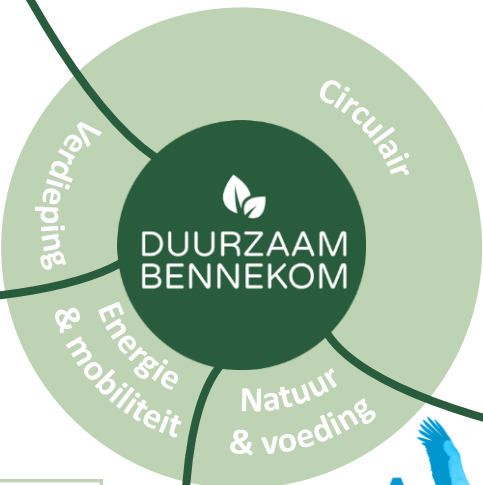 Circulair
Verdieping
DUURZAAM
BENNEKOM
Energie
& mobiliteit
Natuur
& voeding